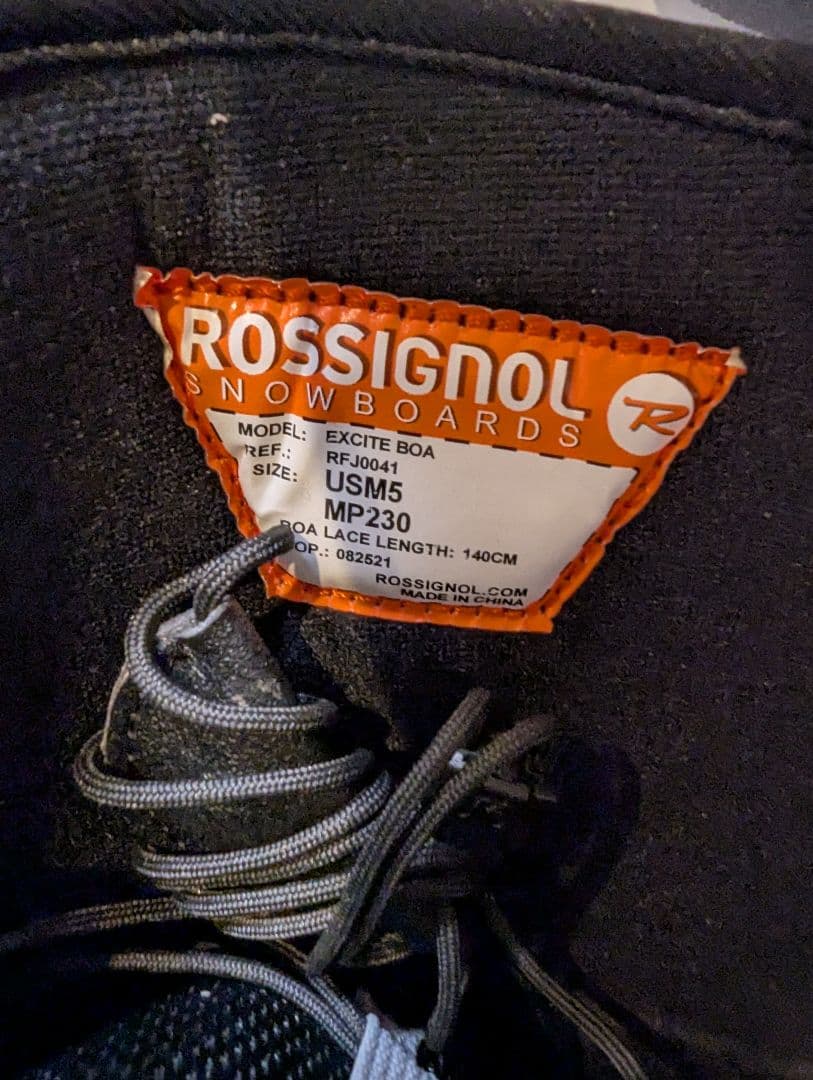 ROSSIGNOL
SNOWBOARDS
R
MODEL: EXCITE BOA
REF.: RFJ0041
SIZE: USM5
MP230
BOA LACE LENGTH: 140CM
OP.: 082521
ROSSIGNOL.COM
MADE IN CHINA